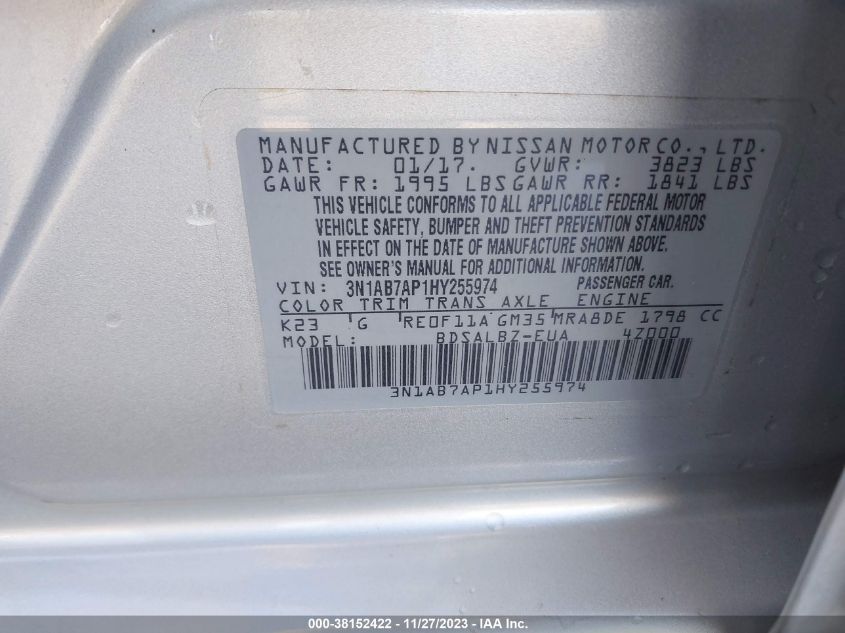 MANUFACTURED BY NISSAN MOTOR CO., LTD.
DATE: 01/17. GVWR: 3823 LBS
GAWR FR: 1995 LBS GAWR RR: 1841 LBS
THIS VEHICLE CONFORMS TO ALL APPLICABLE FEDERAL MOTOR
VEHICLE SAFETY, BUMPER AND THEFT PREVENTION STANDARDS
IN EFFECT ON THE DATE OF MANUFACTURE SHOWN ABOVE.
SEE OWNER'S MANUAL FOR ADDITIONAL INFORMATION.
VIN: 3N1AB7AP1HY255974 PASSENGER CAR.
COLOR TRIM TRANS AXLE ENGINE
K23 G RE0F11A GM35 MRA8DE 1798 CC
MODEL: BDSALBZ-EUA 4Z000
3N1AB7AP1HY255974
000-38152422 - 11/27/2023 - IAA Inc.